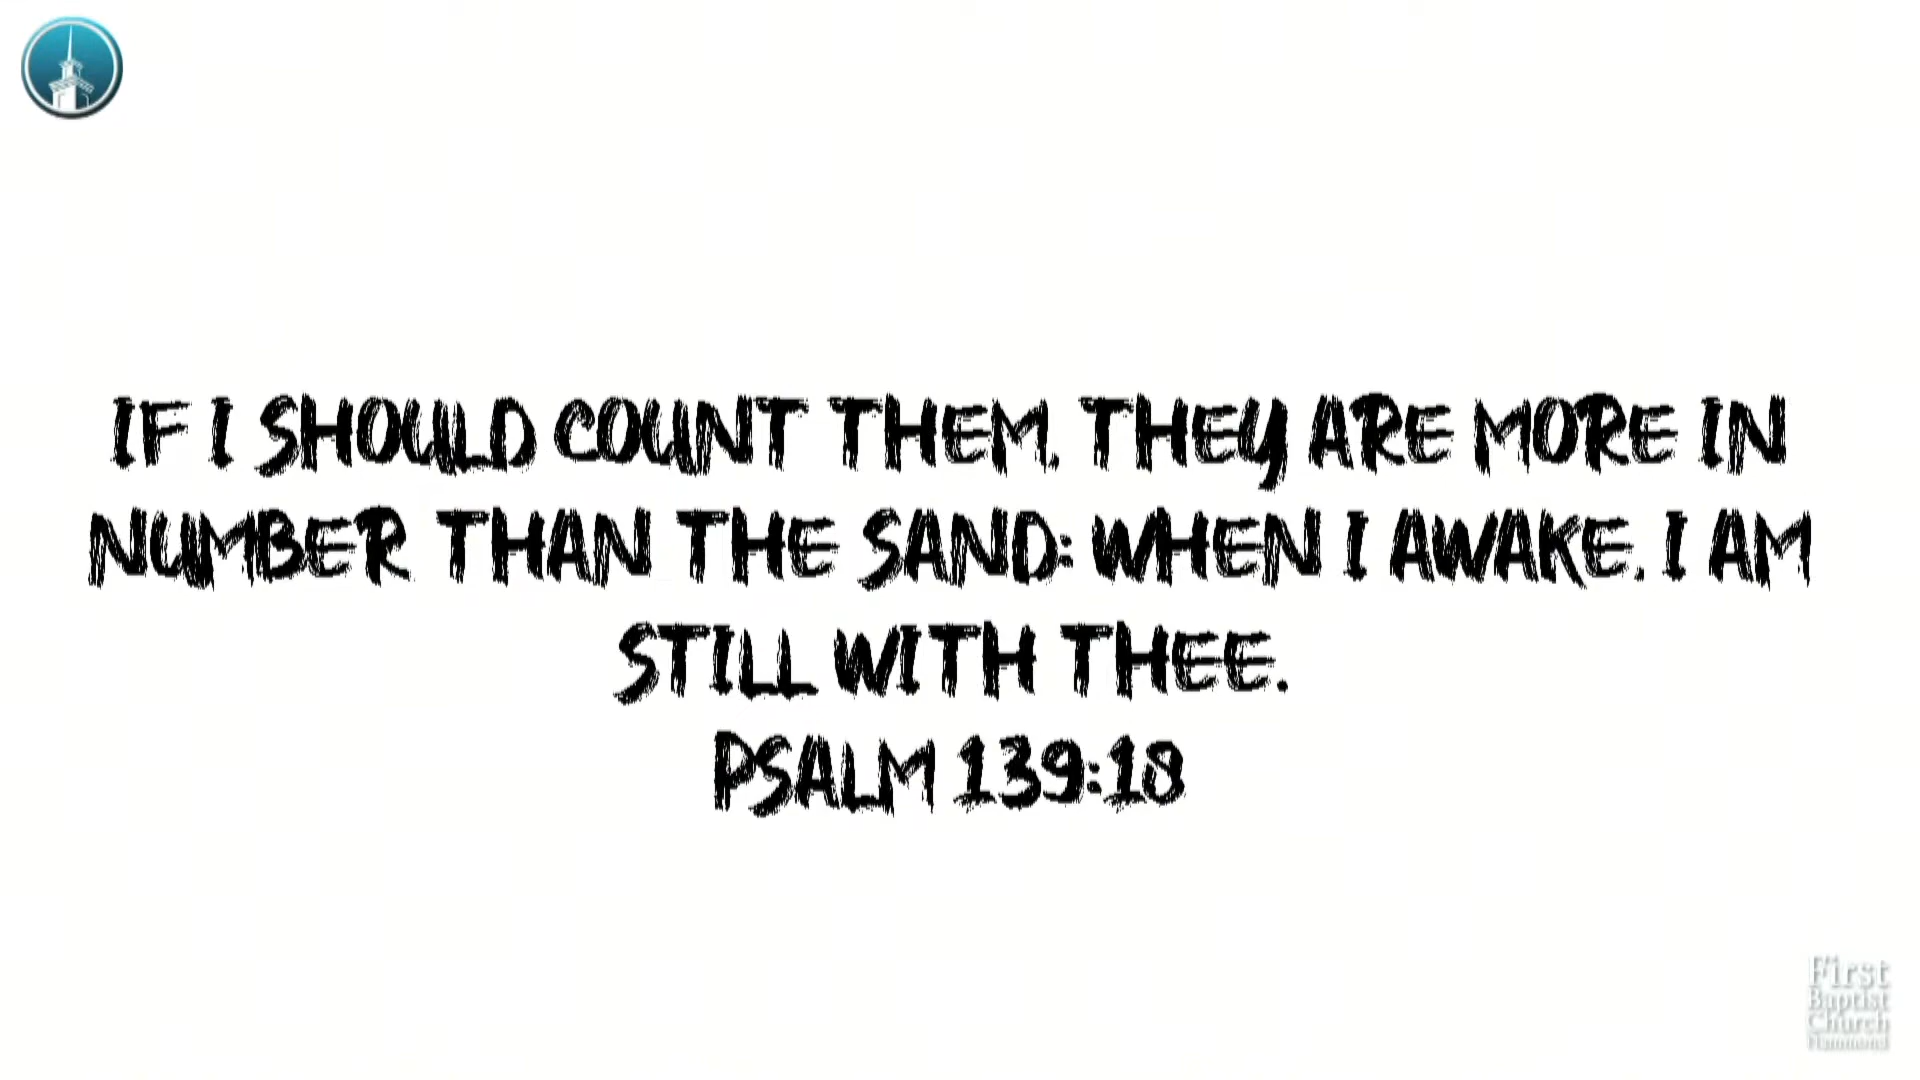 IF I SHOULD COUNT THEM, THEY ARE MORE IN
NUMBER THAN THE SAND: WHEN I AWAKE, I AM
STILL WITH THEE.
PSALM 139:18
First
Baptist
Church
Hammond